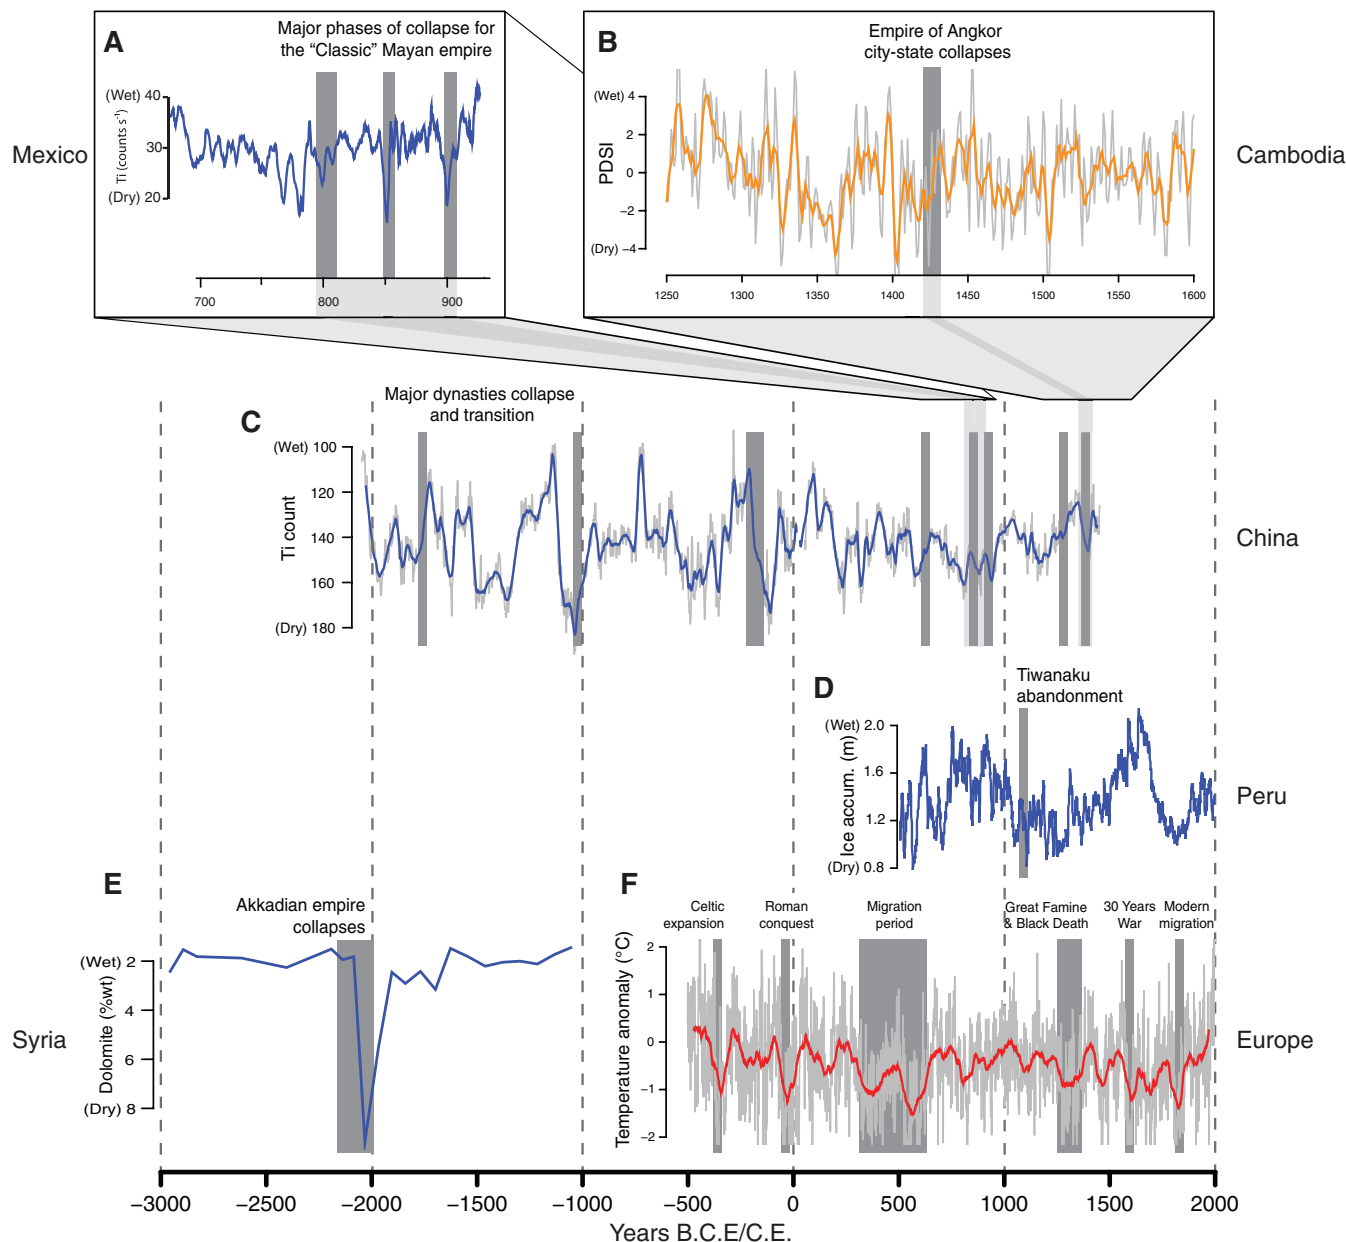 A
Major phases of collapse for
the “Classic” Mayan empire
(Wet) 40
30
(Dry) 20
Ti (counts s⁻¹)
700
800
900
Mexico
B
Empire of Angkor
city-state collapses
(Wet) 4
2
0
−2
(Dry) −4
PDSI
1250
1300
1350
1400
1450
1500
1550
1600
Cambodia
C
Major dynasties collapse
and transition
(Wet) 100
120
140
160
(Dry) 180
Ti count
China
D
Tiwanaku
abandonment
(Wet) 2.0
1.6
1.2
(Dry) 0.8
Ice accum. (m)
Peru
E
Akkadian empire
collapses
(Wet) 2
4
6
(Dry) 8
Dolomite (%wt)
Syria
F
Celtic
expansion
Roman
conquest
Migration
period
Great Famine
& Black Death
30 Years
War
Modern
migration
2
1
0
−1
−2
Temperature anomaly (°C)
Europe
−3000
−2500
−2000
−1500
−1000
−500
0
500
1000
1500
2000
Years B.C.E/C.E.